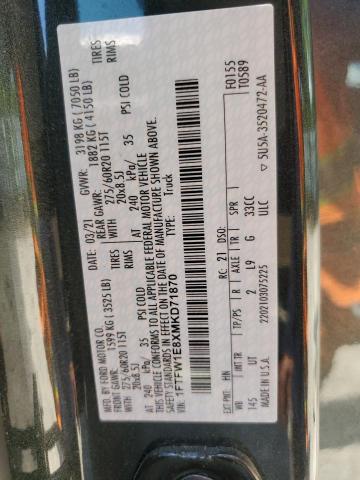 MFD. BY FORD MOTOR CO.
DATE: 03/21 GVWR: 3198 KG (7050 LB)
FRONT GAWR: 1599 KG (3525 LB) REAR GAWR: 1882 KG (4150 LB)
WITH 275/60R20 115T TIRES
20x8.5J RIMS
AT 240 kPa/ 35 PSI COLD
WITH 275/60R20 115T TIRES
20x8.5J RIMS
AT 240 kPa/ 35 PSI COLD
THIS VEHICLE CONFORMS TO ALL APPLICABLE FEDERAL MOTOR VEHICLE
SAFETY STANDARDS IN EFFECT ON THE DATE OF MANUFACTURE SHOWN ABOVE.
VIN: 1FTFW1E8XMKD71870
TYPE: Truck
F0155
T0589
EXT PNT: HN RC: 21 DSO:
WB INT TR TP/PS R AXLE TR SPR
145 UT 2 L9 G 33CC
2202103075225 ULC
MADE IN U.S.A. 5U5A-3520472-AA